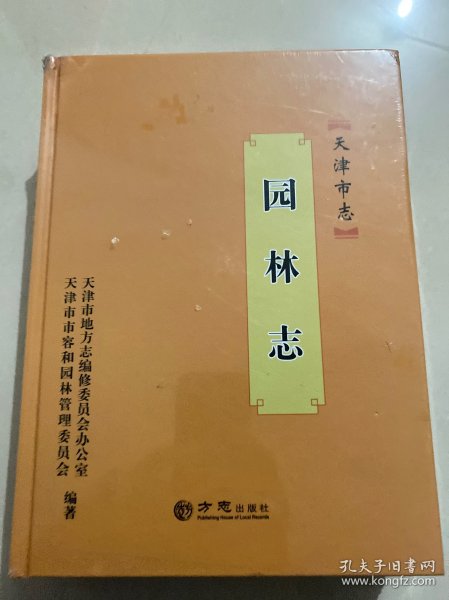 天津市志
园林志
天津市地方志编修委员会办公室
天津市市容和园林管理委员会 编著
方志出版社
Publishing House of Local Records
孔夫子旧书网
www.kongfz.com